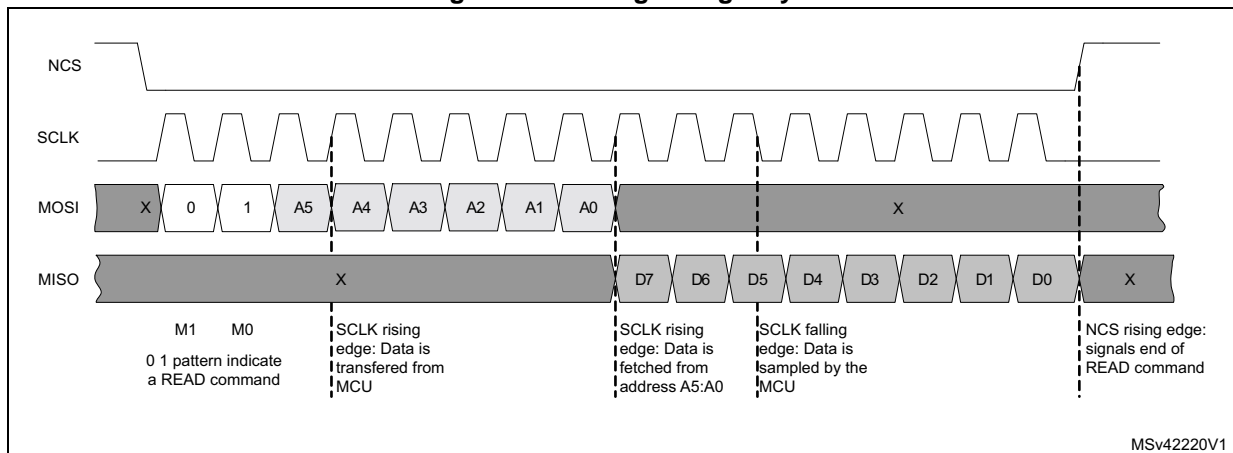 NCS
SCLK
MOSI
X 0 1 A5 A4 A3 A2 A1 A0 X
MISO
X D7 D6 D5 D4 D3 D2 D1 D0 X
M1 M0
0 1 pattern indicate
a READ command
SCLK rising
edge: Data is
transfered from
MCU
SCLK rising
edge: Data is
fetched from
address A5:A0
SCLK falling
edge: Data is
sampled by the
MCU
NCS rising edge:
signals end of
READ command
MSv42220V1